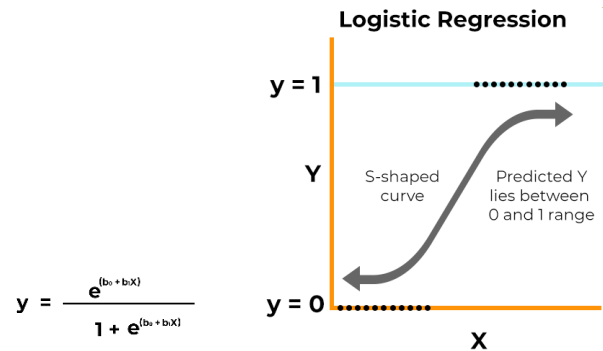 Logistic Regression
y = 1
Y
S-shaped
curve
Predicted Y
lies between
0 and 1 range
y = 0
X
y = e^(b₀ + b₁X) / 1 + e^(b₀ + b₁X)